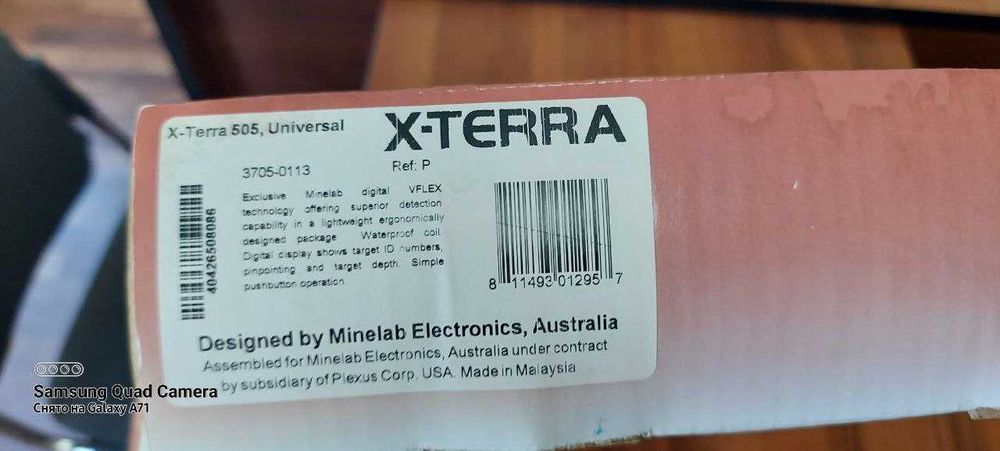 X-Terra 505, Universal
X-TERRA
3705-0113
Ref: P
Exclusive Minelab digital VFLEX
technology offering superior detection
capability in a lightweight ergonomically
designed package Waterproof coil.
Digital display shows target ID numbers,
pinpointing and target depth. Simple
pushbutton operation.
40426508086
8 11493 01295 7
Designed by Minelab Electronics, Australia
Assembled for Minelab Electronics, Australia under contract
by subsidiary of Plexus Corp. USA. Made in Malaysia
Samsung Quad Camera
Снято на Galaxy A71